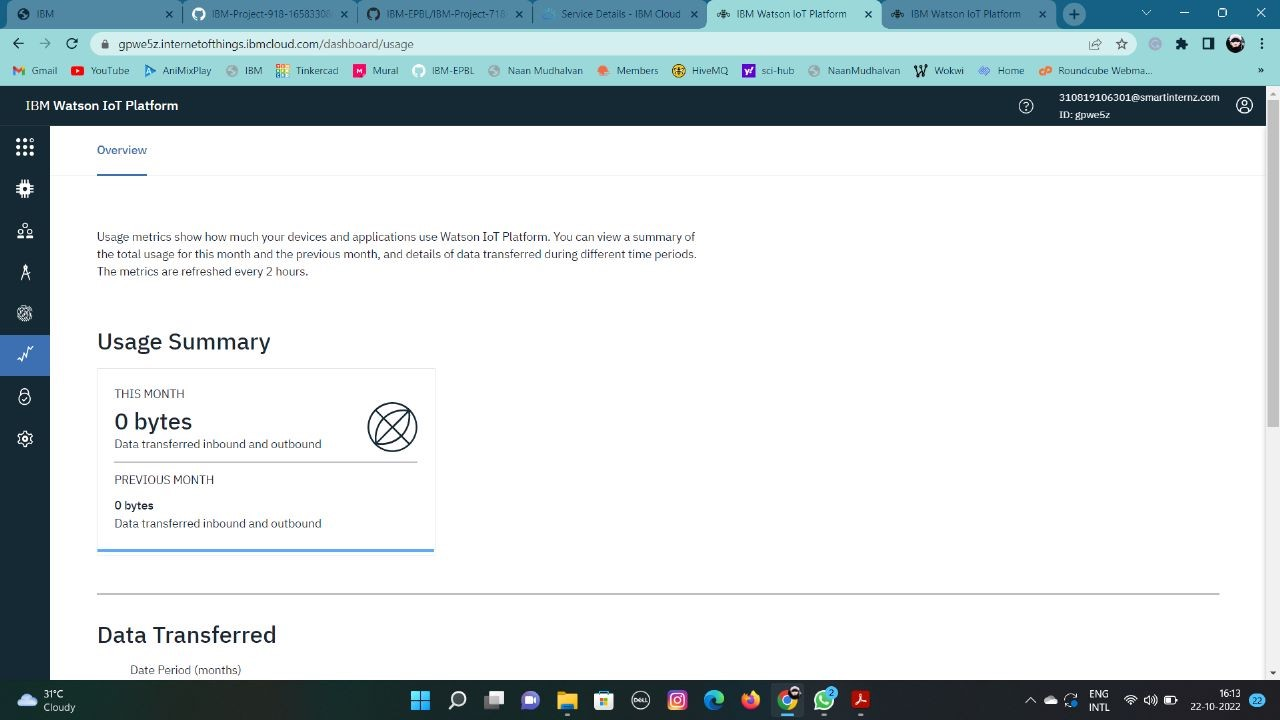 IBM
IBM-Project-918-16583308
IBM-EPBL/IBM-Project-718
Service Details - IBM Cloud
IBM Watson IoT Platform
IBM Watson IoT Platform
gpwe5z.internetofthings.ibmcloud.com/dashboard/usage
Gmail
YouTube
AniMixPlay
IBM
Tinkercad
Mural
IBM-EPBL
Naan Mudhalvan
Members
HiveMQ
sci-hub
NaanMudhalvan
Wokwi
Home
Roundcube Webma...
»
IBM Watson IoT Platform
310819106301@smartinternz.com
ID: gpwe5z
Overview
Usage metrics show how much your devices and applications use Watson IoT Platform. You can view a summary of
the total usage for this month and the previous month, and details of data transferred during different time periods.
The metrics are refreshed every 2 hours.
Usage Summary
THIS MONTH
0 bytes
Data transferred inbound and outbound
PREVIOUS MONTH
0 bytes
Data transferred inbound and outbound
Data Transferred
Date Period (months)
31°C
Cloudy
DELL
2
ENG
INTL
16:13
22-10-2022
22